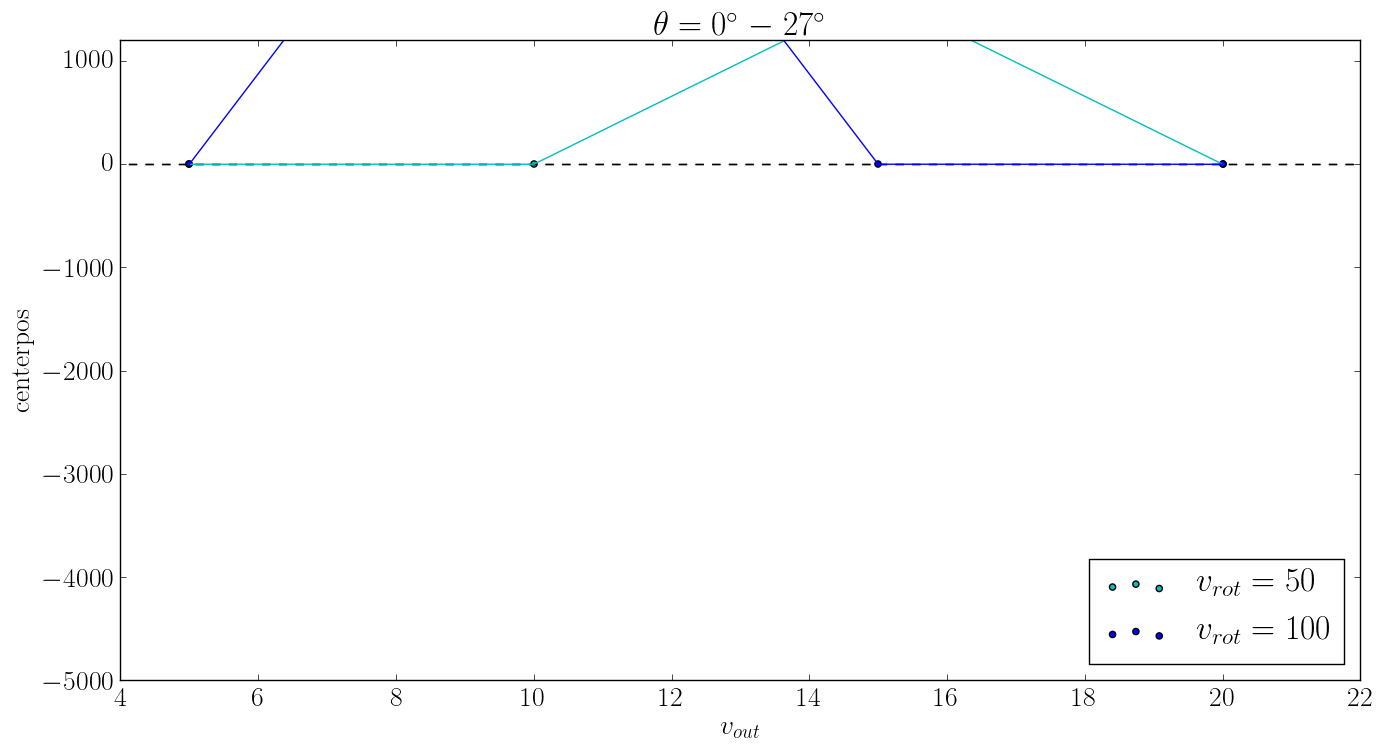 θ = 0° − 27°
1000
0
−1000
−2000
−3000
−4000
−5000
centerpos
4 6 8 10 12 14 16 18 20 22
v_out
v_rot = 50
v_rot = 100